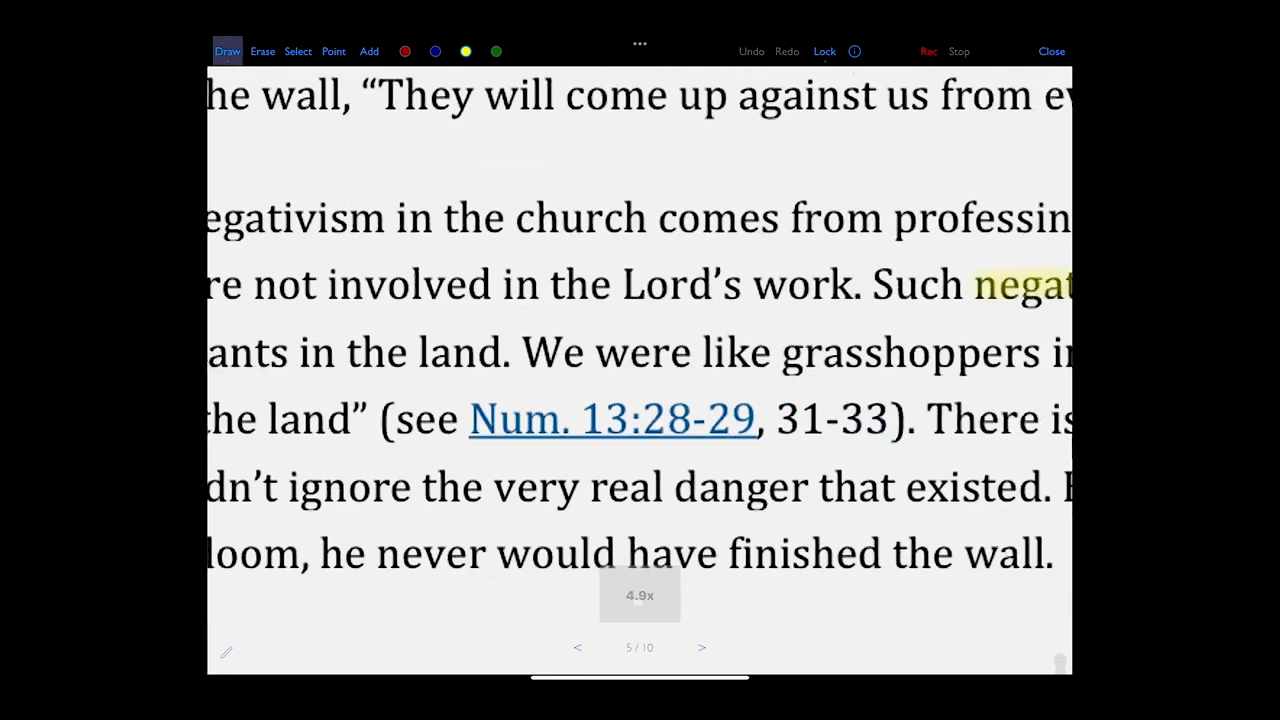 Draw Erase Select Point Add ... Undo Redo Lock Rec Stop Close
he wall, “They will come up against us from ev
egativism in the church comes from professin
re not involved in the Lord’s work. Such negat
ants in the land. We were like grasshoppers in
the land” (see Num. 13:28-29, 31-33). There is
dn’t ignore the very real danger that existed.
loom, he never would have finished the wall.
4.9x
< 5 / 10 >